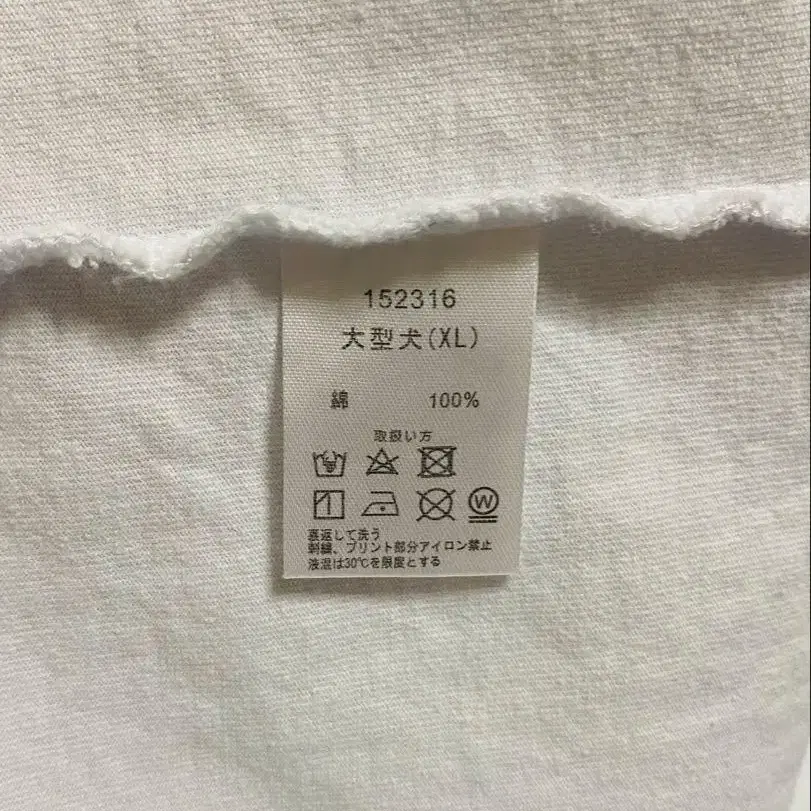 152316
大型犬(XL)
綿 100%
取扱い方
W
裏返して洗う
刺繍、プリント部分アイロン禁止
液温は30℃を限度とする